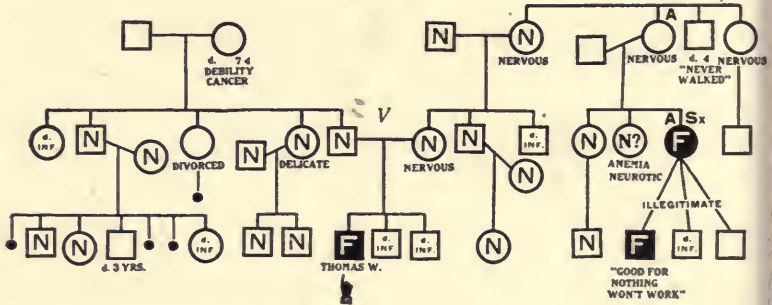 A
N N
d. 74 d. 4
DEBILITY NERVOUS NERVOUS "NEVER NERVOUS
CANCER WALKED"
V
A Sx
d. INF. N N N N N N d. INF. N N? F
N
DIVORCED DELICATE NERVOUS N ANEMIA
NEUROTIC
ILLEGITIMATE
N N d. INF. N N F d. INF. d. INF. N N F d. INF.
d. 3 YRS. THOMAS W. "GOOD FOR
NOTHING
WON'T WORK"